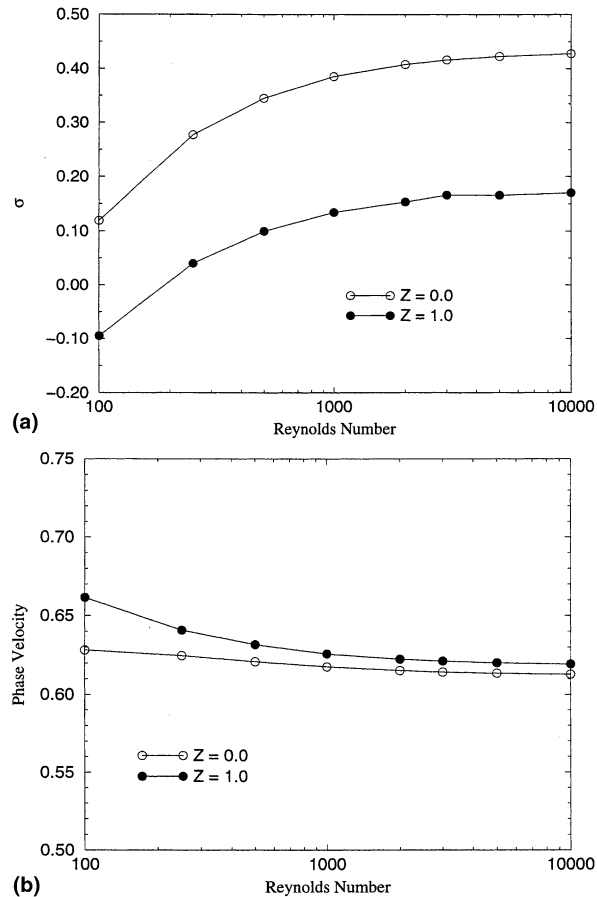 0.50
0.40
0.30
0.20
σ
0.10
0.00
−0.10
−0.20
Z = 0.0
Z = 1.0
100
1000
10000
(a)
Reynolds Number
0.75
0.70
0.65
Phase Velocity
0.60
0.55
0.50
Z = 0.0
Z = 1.0
100
1000
10000
(b)
Reynolds Number